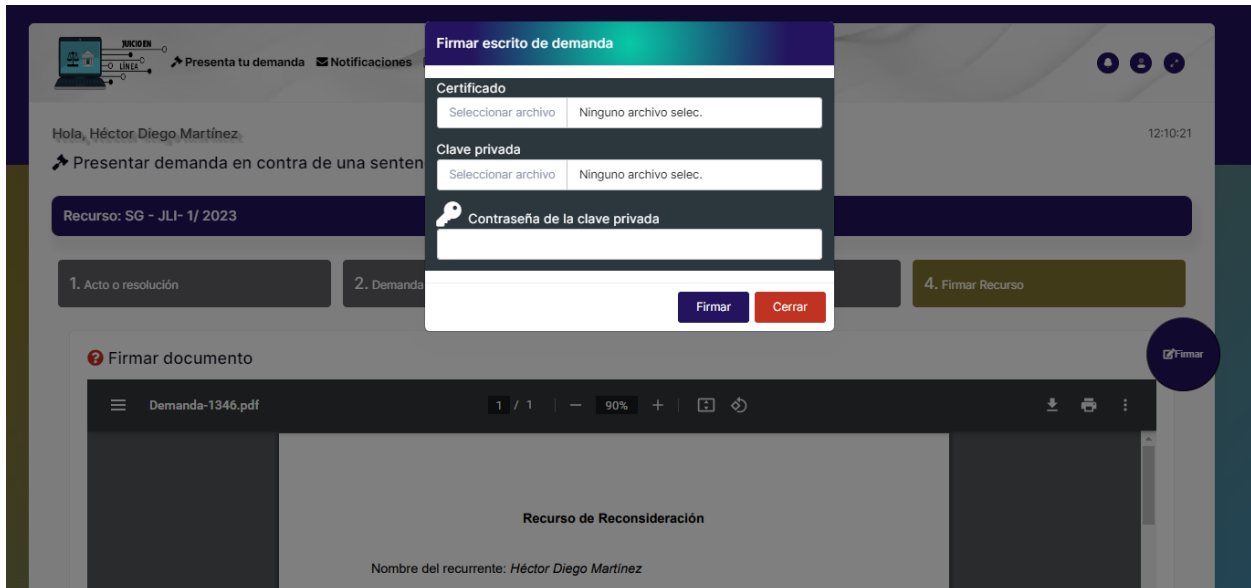 JUICIO EN
LÍNEA
Presenta tu demanda Notificaciones
Firmar escrito de demanda
Certificado
Seleccionar archivo Ninguno archivo selec.
Hola, Héctor Diego Martínez
12:10:21
Clave privada
Presentar demanda en contra de una senten
Seleccionar archivo Ninguno archivo selec.
Recurso: SG - JLI- 1/ 2023
Contraseña de la clave privada
1. Acto o resolución
2. Demanda
4. Firmar Recurso
Firmar Cerrar
Firmar documento
Firmar
Demanda-1346.pdf 1 / 1 90%
Recurso de Reconsideración
Nombre del recurrente: Héctor Diego Martínez